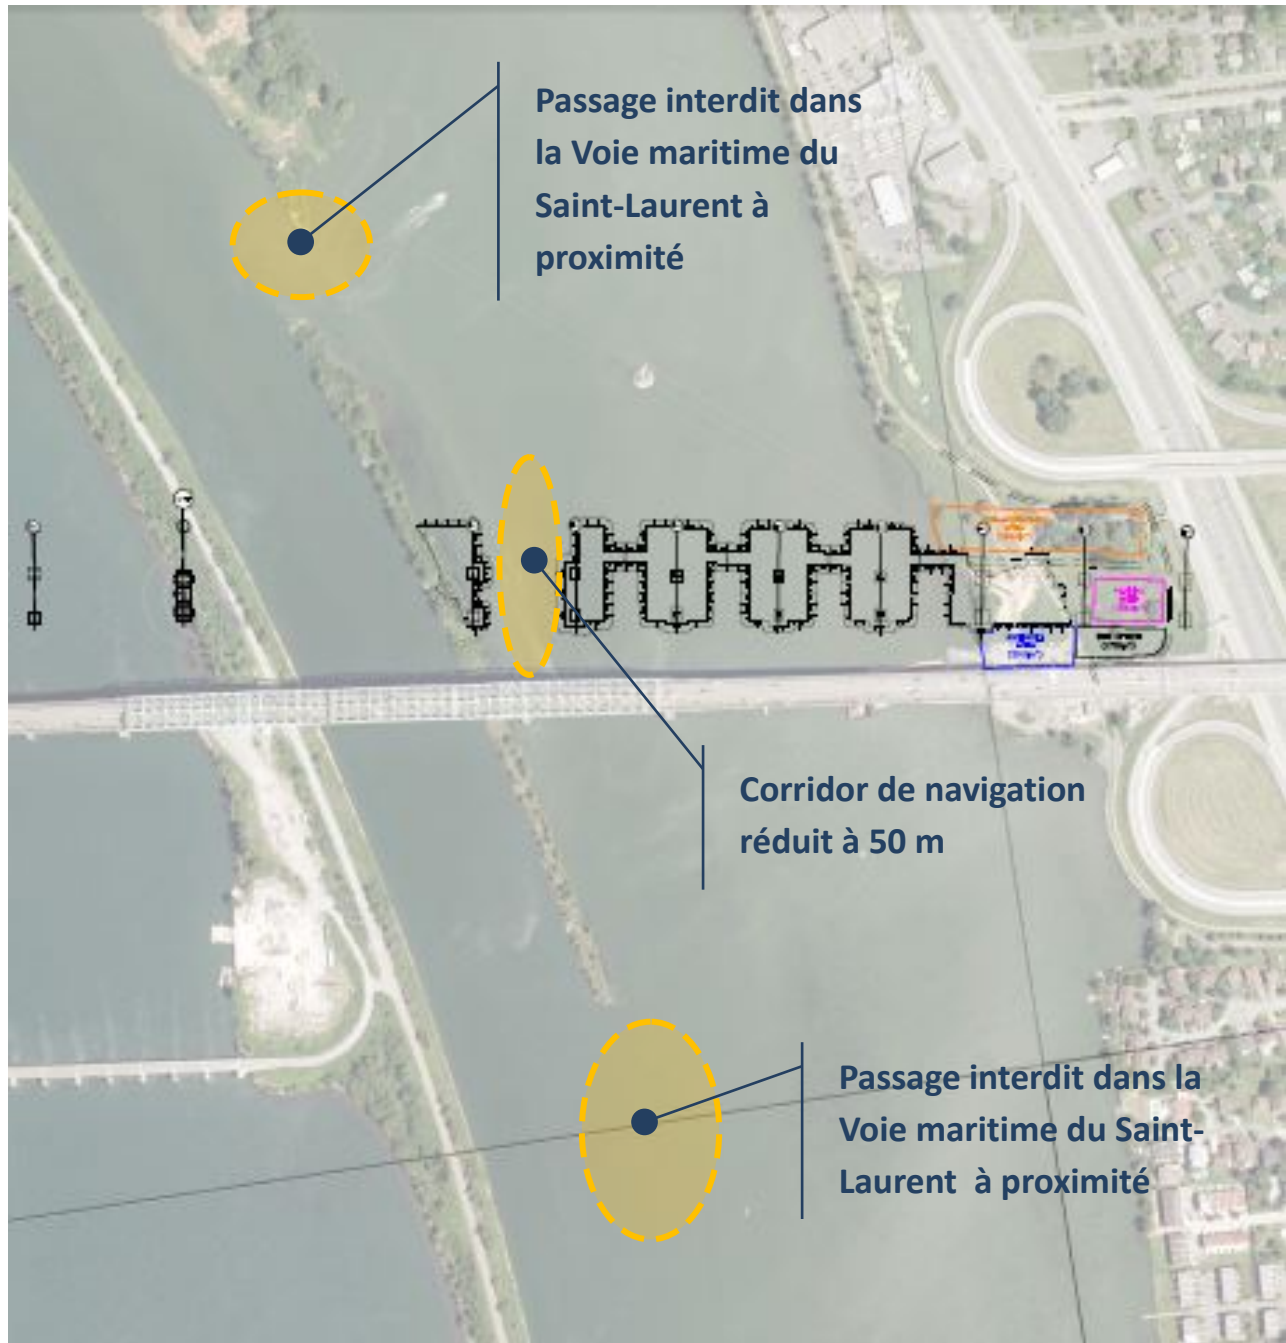 Passage interdit dans
la Voie maritime du
Saint-Laurent à
proximité
Corridor de navigation
réduit à 50 m
Passage interdit dans la
Voie maritime du Saint-
Laurent à proximité